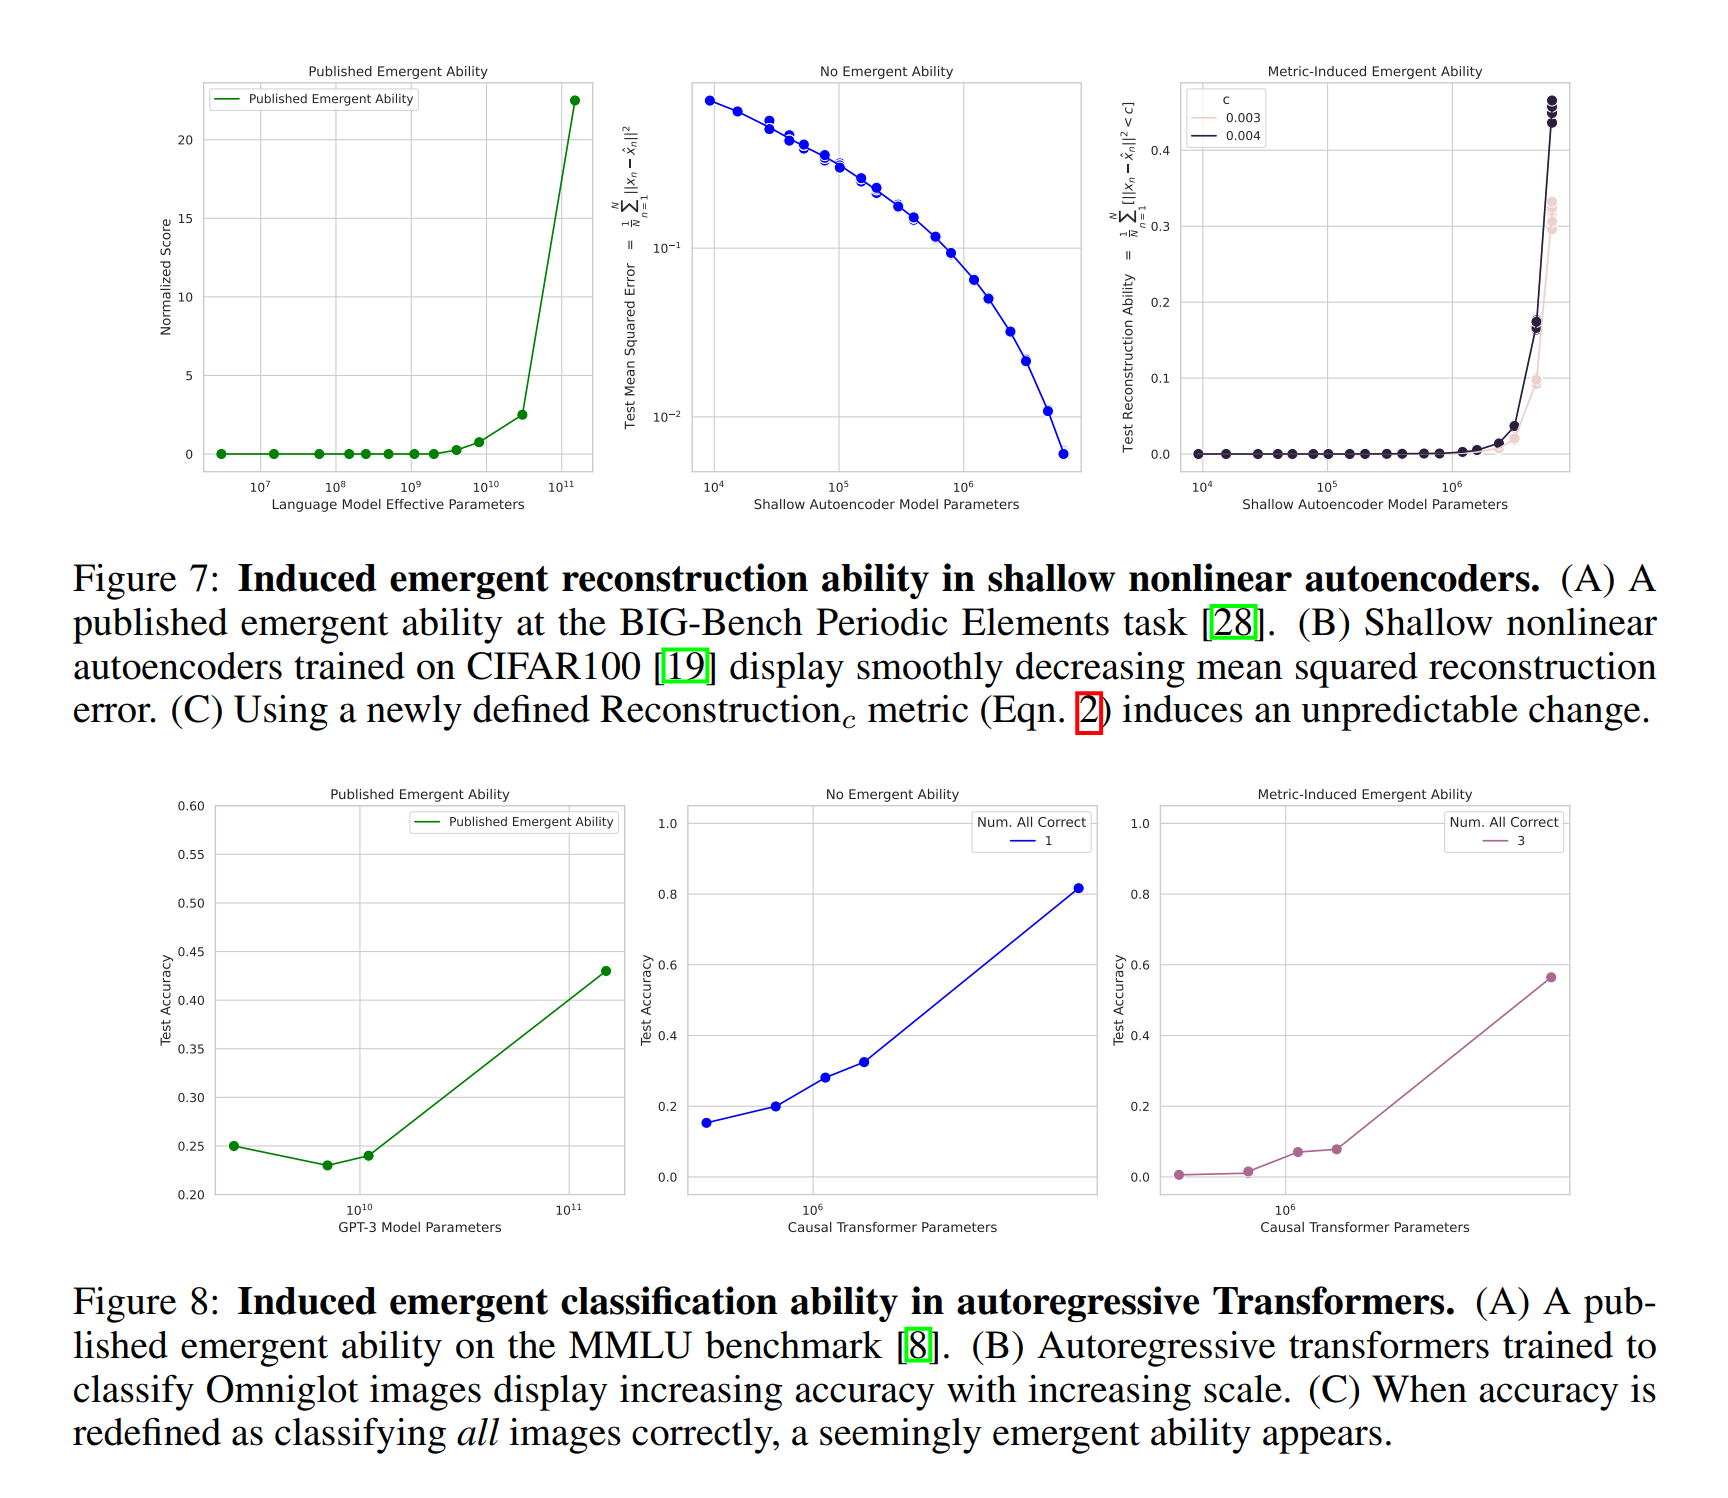 Published Emergent Ability
Published Emergent Ability
20
15
10
5
0
Normalized Score
10⁷ 10⁸ 10⁹ 10¹⁰ 10¹¹
Language Model Effective Parameters
No Emergent Ability
Test Mean Squared Error = 1/N ∑ₙ₌₁ᴺ ||xₙ − x̂ₙ||²
10⁻¹
10⁻²
10⁴ 10⁵ 10⁶
Shallow Autoencoder Model Parameters
Metric-Induced Emergent Ability
c
0.003
0.004
Test Reconstruction Ability = 1/N ∑ₙ₌₁ᴺ [||xₙ − x̂ₙ||² < c]
0.4
0.3
0.2
0.1
0.0
10⁴ 10⁵ 10⁶
Shallow Autoencoder Model Parameters
Figure 7: Induced emergent reconstruction ability in shallow nonlinear autoencoders. (A) A
published emergent ability at the BIG-Bench Periodic Elements task [28]. (B) Shallow nonlinear
autoencoders trained on CIFAR100 [19] display smoothly decreasing mean squared reconstruction
error. (C) Using a newly defined Reconstruction_c metric (Eqn. 2) induces an unpredictable change.
Published Emergent Ability
Published Emergent Ability
0.60
0.55
0.50
0.45
0.40
0.35
0.30
0.25
0.20
Test Accuracy
10¹⁰ 10¹¹
GPT-3 Model Parameters
No Emergent Ability
Num. All Correct
1
1.0
0.8
0.6
0.4
0.2
0.0
Test Accuracy
10⁶
Causal Transformer Parameters
Metric-Induced Emergent Ability
Num. All Correct
3
1.0
0.8
0.6
0.4
0.2
0.0
Test Accuracy
10⁶
Causal Transformer Parameters
Figure 8: Induced emergent classification ability in autoregressive Transformers. (A) A pub-
lished emergent ability on the MMLU benchmark [8]. (B) Autoregressive transformers trained to
classify Omniglot images display increasing accuracy with increasing scale. (C) When accuracy is
redefined as classifying all images correctly, a seemingly emergent ability appears.